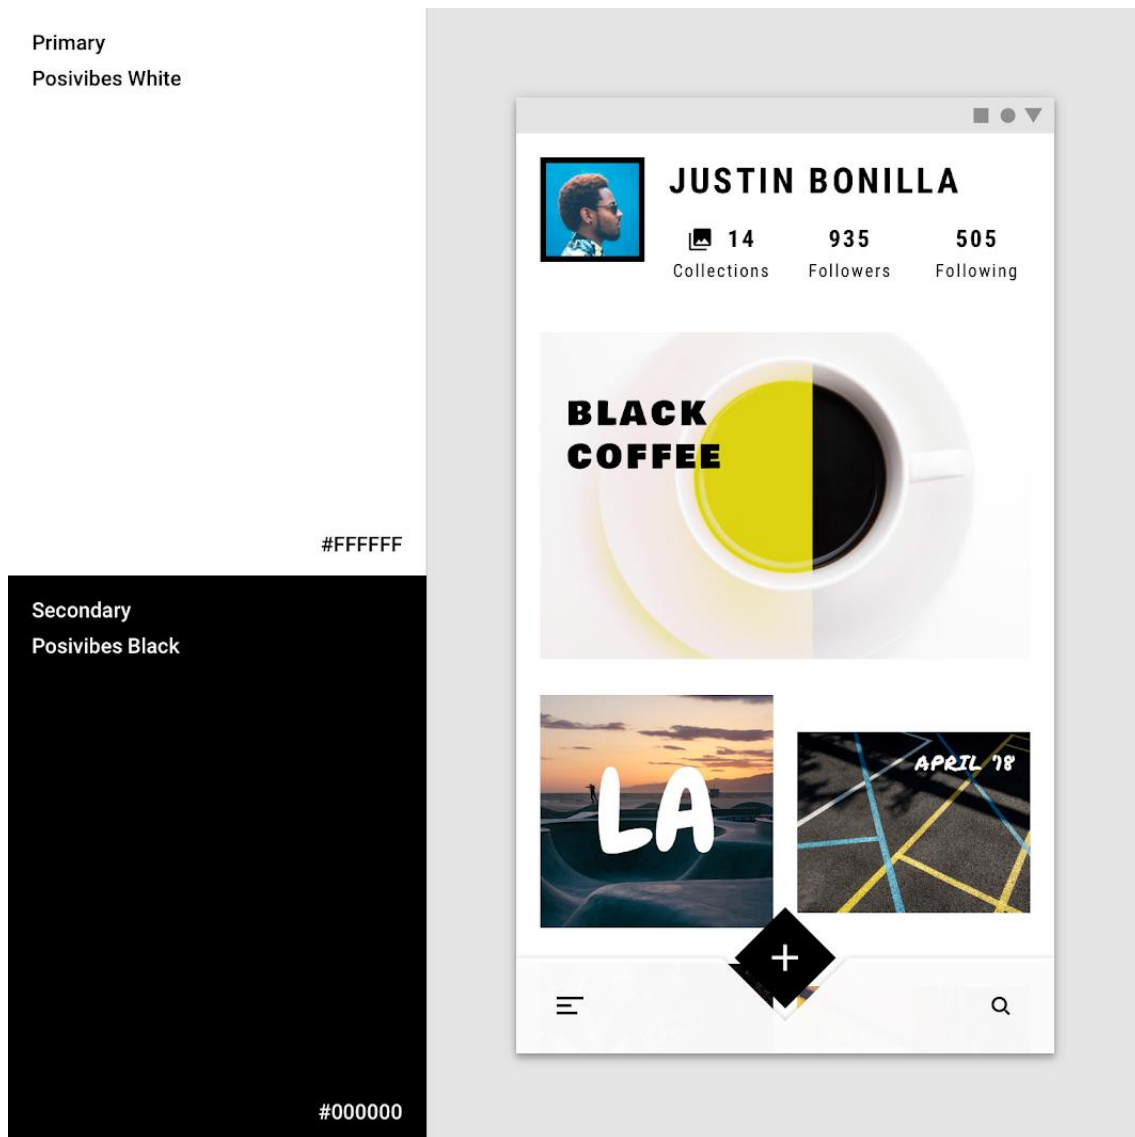 Primary
Posivibes White
#FFFFFF
Secondary
Posivibes Black
#000000
JUSTIN BONILLA
14
935
505
Collections
Followers
Following
BLACK
COFFEE
LA
APRIL '18